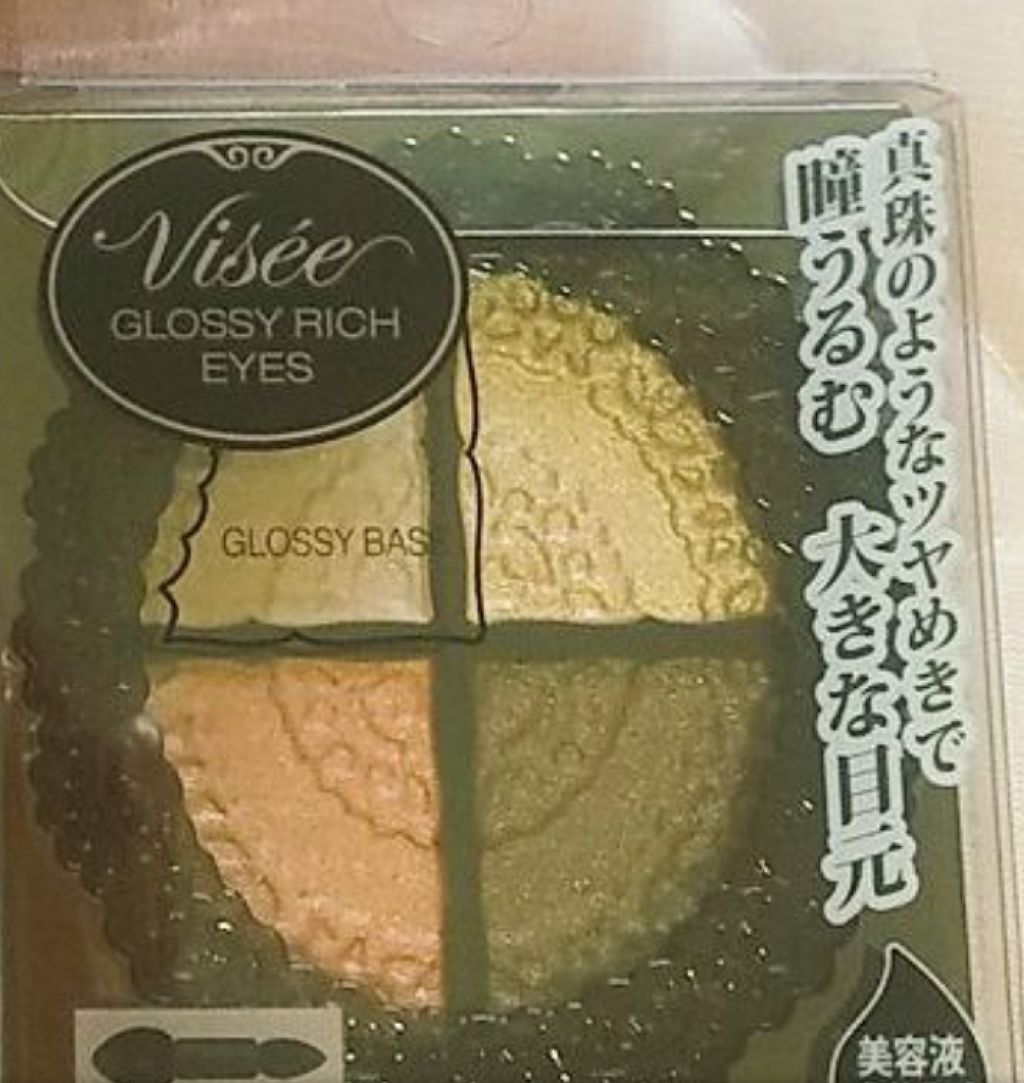 Visée
GLOSSY RICH
EYES
GLOSSY BAS
真珠のようなツヤめきで
瞳うるむ 大きな目元
美容液